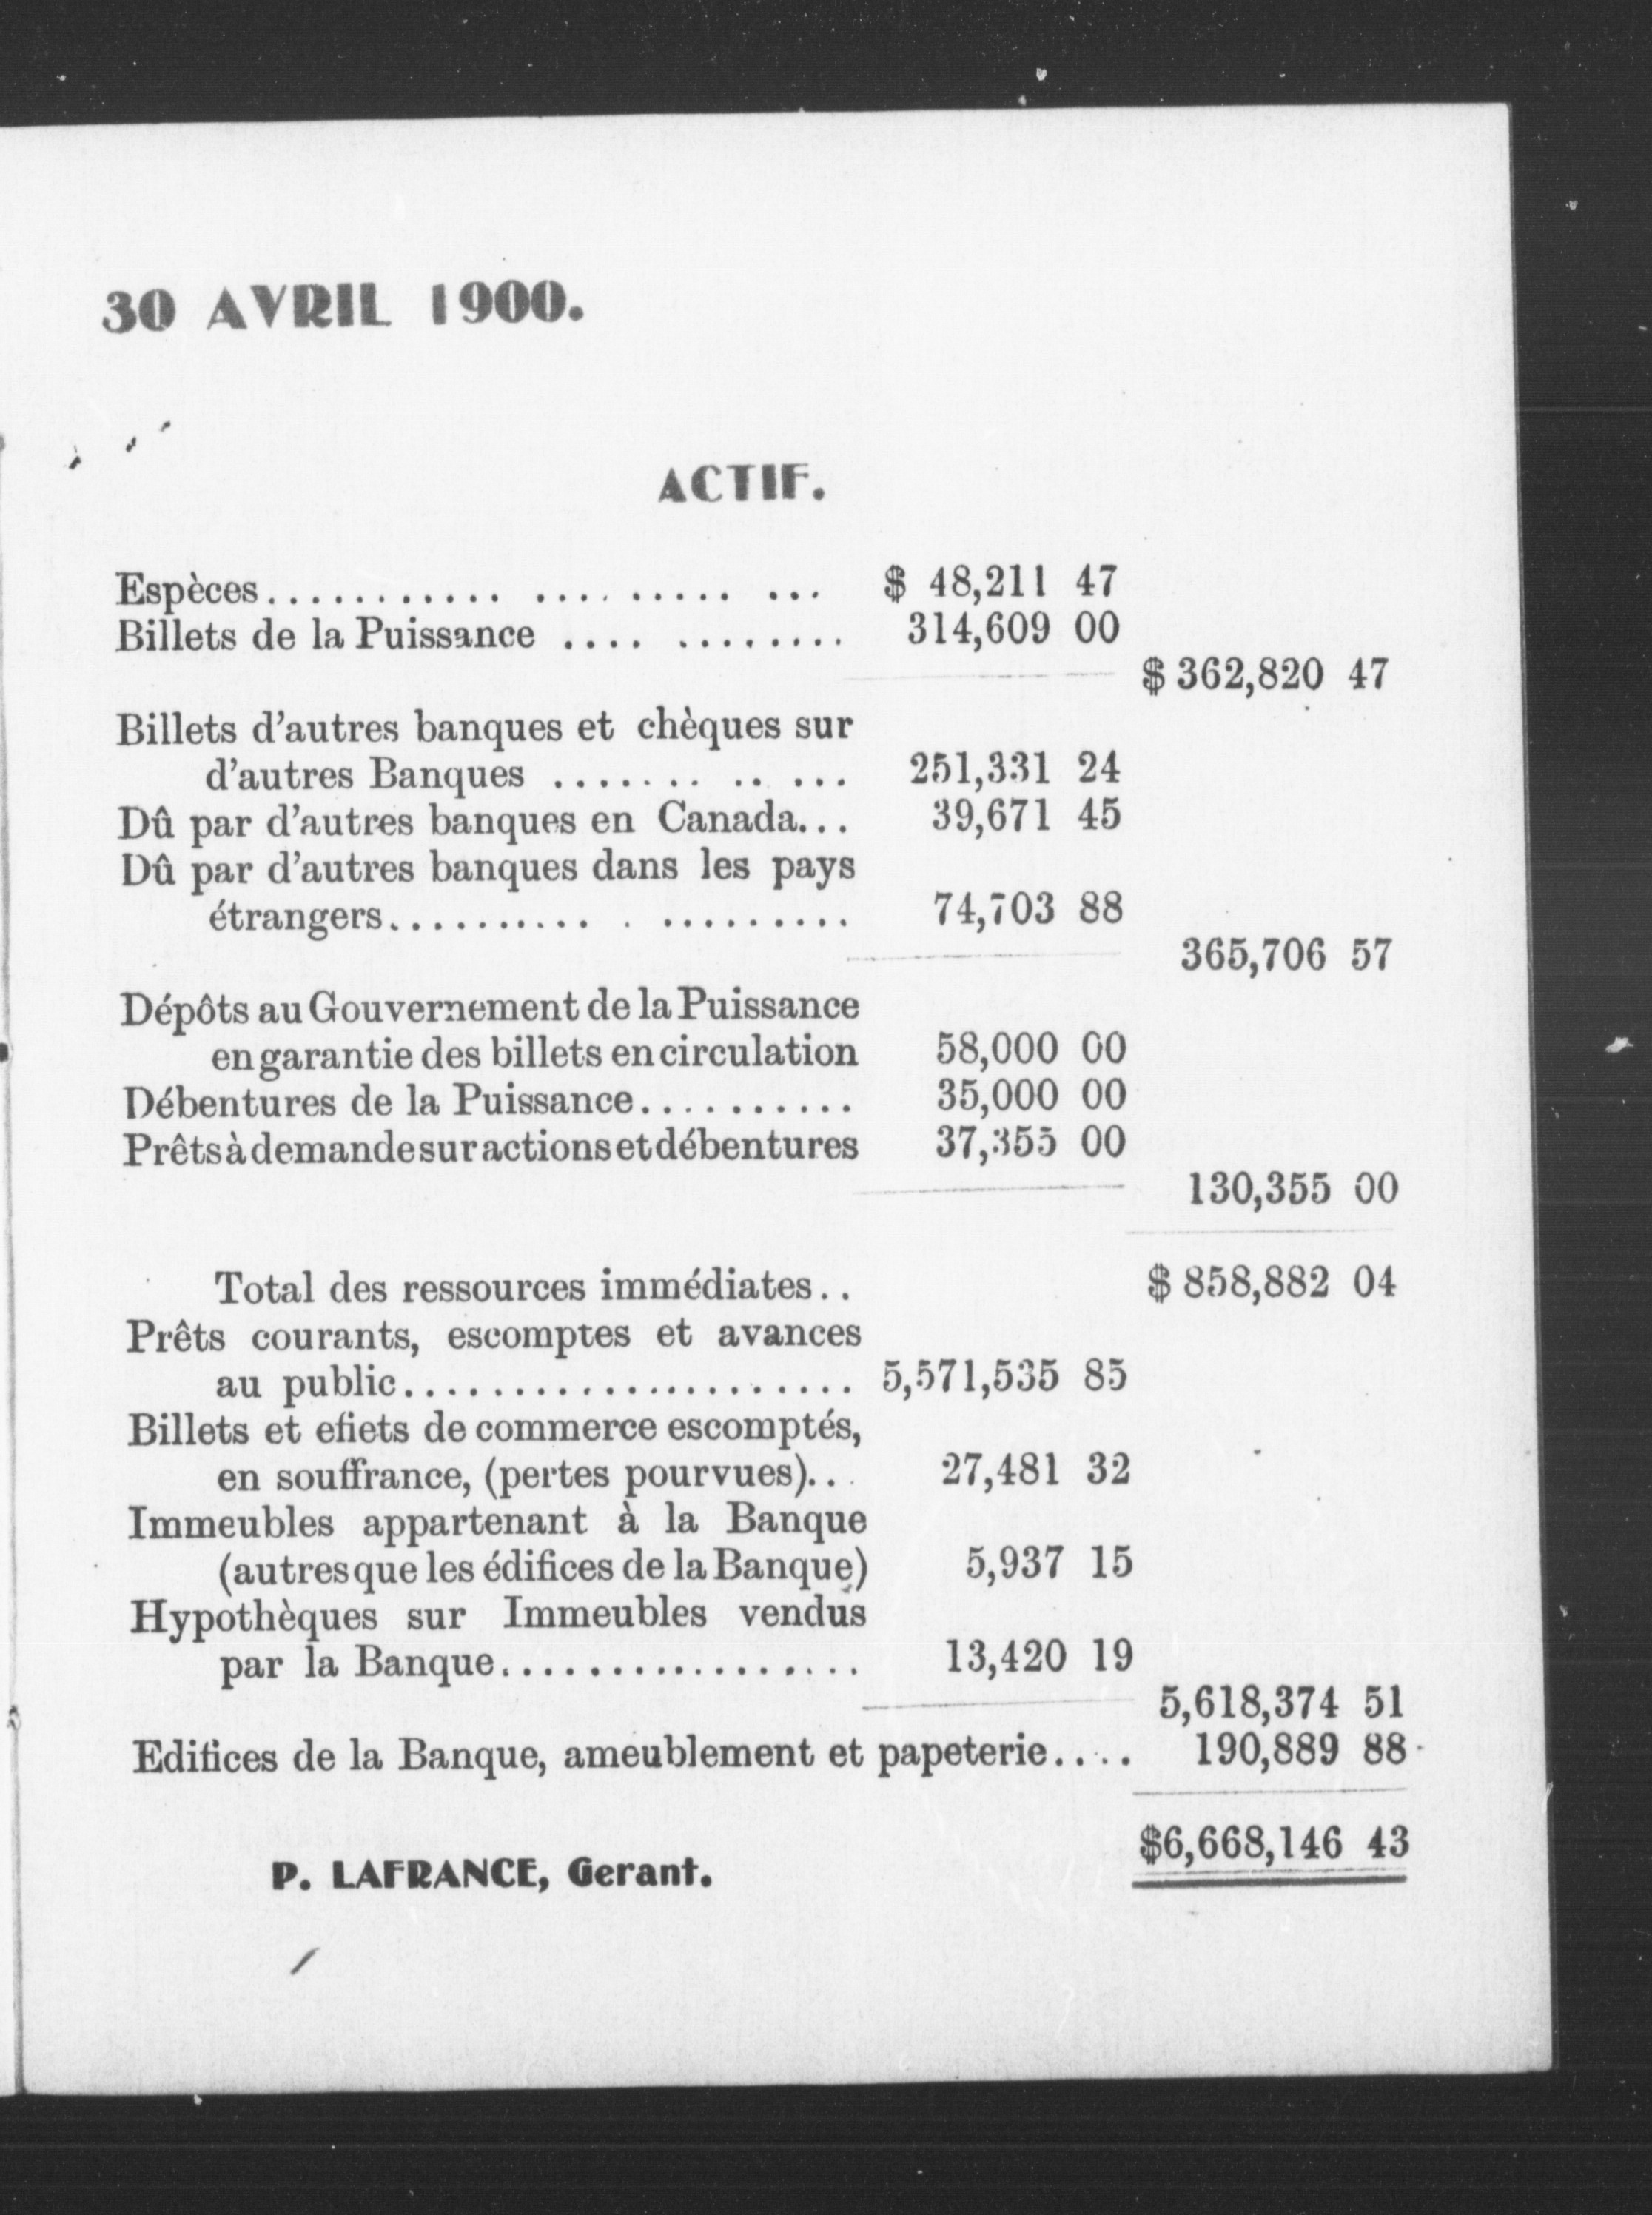 30 AVRIL 1900.
ACTIF.
Espèces............ .... ..... ... $ 48,211 47
Billets de la Puissance .... ........ 314,609 00
$ 362,820 47
Billets d'autres banques et chèques sur
d'autres Banques ....... .. ... 251,331 24
Dû par d'autres banques en Canada... 39,671 45
Dû par d'autres banques dans les pays
étrangers.......... . ......... 74,703 88
365,706 57
Dépôts au Gouvernement de la Puissance
en garantie des billets en circulation 58,000 00
Débentures de la Puissance.......... 35,000 00
Prêts à demande sur actions et débentures 37,355 00
130,355 00
Total des ressources immédiates.. $ 858,882 04
Prêts courants, escomptes et avances
au public..................... 5,571,535 85
Billets et effets de commerce escomptés,
en souffrance, (pertes pourvues)... 27,481 32
Immeubles appartenant à la Banque
(autres que les édifices de la Banque) 5,937 15
Hypothèques sur Immeubles vendus
par la Banque................. 13,420 19
5,618,374 51
Edifices de la Banque, ameublement et papeterie.... 190,889 88
$6,668,146 43
P. LAFRANCE, Gerant.